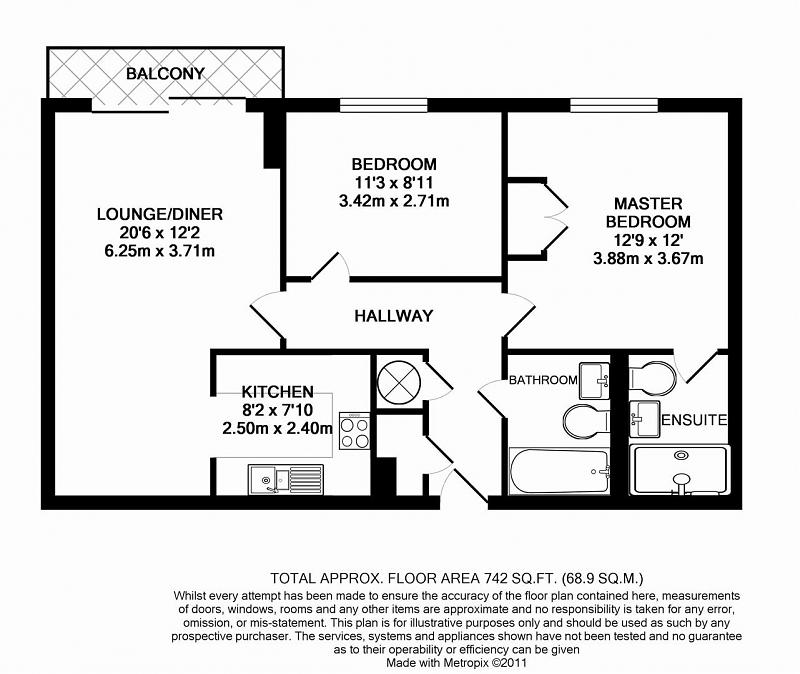 BALCONY
BEDROOM
11'3 x 8'11
3.42m x 2.71m
LOUNGE/DINER
20'6 x 12'2
6.25m x 3.71m
MASTER
BEDROOM
12'9 x 12'
3.88m x 3.67m
HALLWAY
KITCHEN
8'2 x 7'10
2.50m x 2.40m
BATHROOM
ENSUITE
TOTAL APPROX. FLOOR AREA 742 SQ.FT. (68.9 SQ.M.)
Whilst every attempt has been made to ensure the accuracy of the floor plan contained here, measurements
of doors, windows, rooms and any other items are approximate and no responsibility is taken for any error,
omission, or mis-statement. This plan is for illustrative purposes only and should be used as such by any
prospective purchaser. The services, systems and appliances shown have not been tested and no guarantee
as to their operability or efficiency can be given
Made with Metropix ©2011